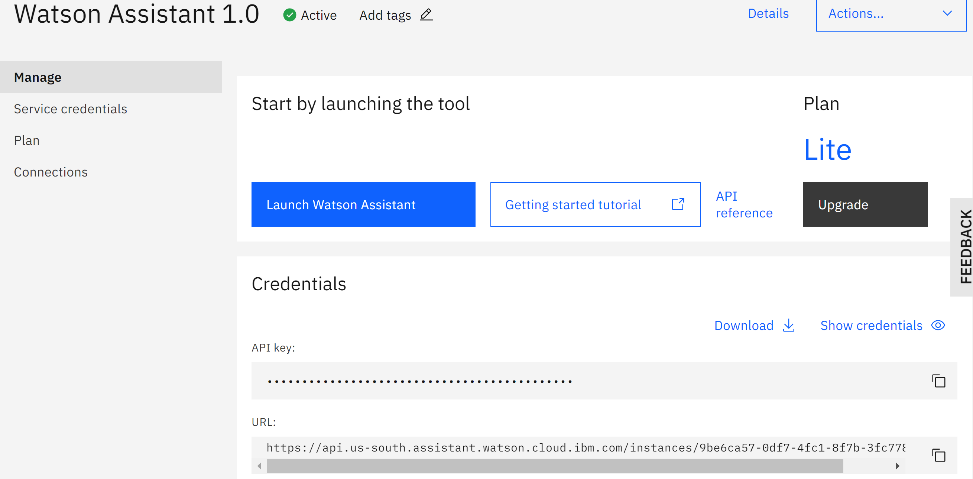 Watson Assistant 1.0
Active
Add tags
Details
Actions...
Manage
Service credentials
Plan
Connections
Start by launching the tool
Plan
Lite
Launch Watson Assistant
Getting started tutorial
API
reference
Upgrade
FEEDBACK
Credentials
Download
Show credentials
API key:
••••••••••••••••••••••••••••••••••••••••••••
URL:
https://api.us-south.assistant.watson.cloud.ibm.com/instances/9be6ca57-0df7-4fc1-8f7b-3fc778